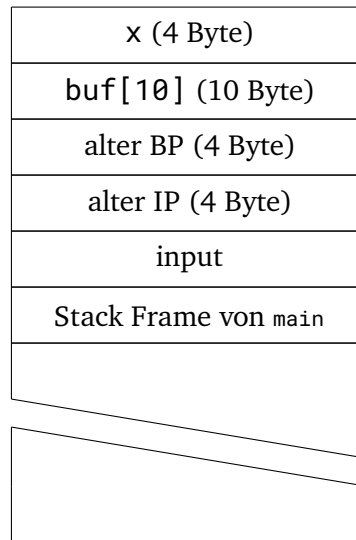 x (4 Byte)
buf[10] (10 Byte)
alter BP (4 Byte)
alter IP (4 Byte)
input
Stack Frame von main